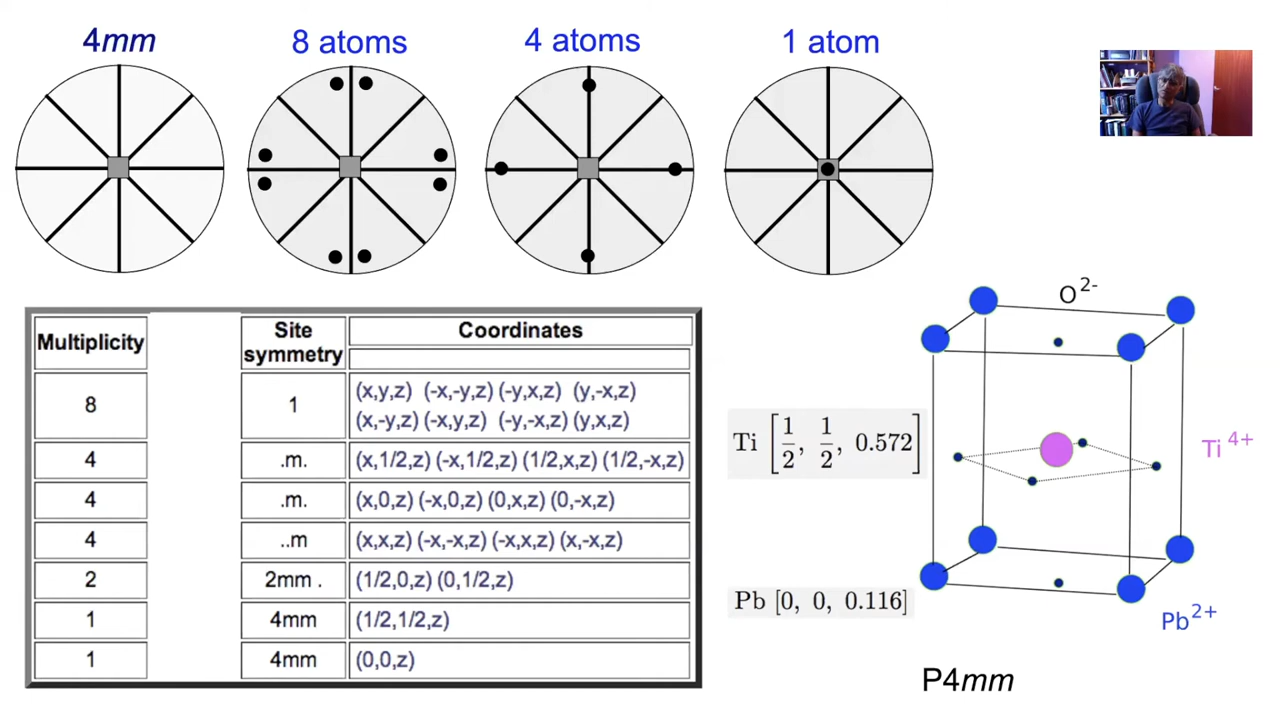 4mm 8 atoms 4 atoms 1 atom
Multiplicity Site symmetry Coordinates
8 1 (x,y,z) (-x,-y,z) (-y,x,z) (y,-x,z)
(x,-y,z) (-x,y,z) (-y,-x,z) (y,x,z)
4 .m. (x,1/2,z) (-x,1/2,z) (1/2,x,z) (1/2,-x,z)
4 .m. (x,0,z) (-x,0,z) (0,x,z) (0,-x,z)
4 ..m (x,x,z) (-x,-x,z) (-x,x,z) (x,-x,z)
2 2mm . (1/2,0,z) (0,1/2,z)
1 4mm (1/2,1/2,z)
1 4mm (0,0,z)
O2-
Ti [1/2, 1/2, 0.572]
Ti4+
Pb [0, 0, 0.116]
Pb2+
P4mm